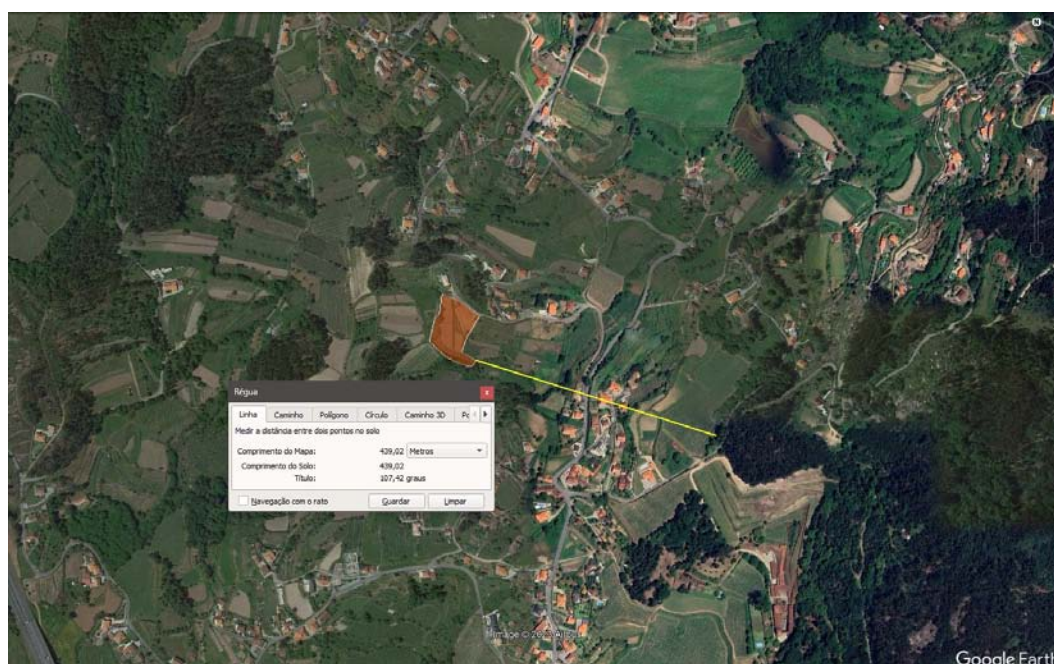 N
Régua
x
Linha Caminho Polígono Círculo Caminho 3D
Medir a distância entre dois pontos no solo
Comprimento do Mapa: 439,02 Metros
Comprimento do Solo: 439,02
Título: 107,42 graus
Navegação com o rato Guardar Limpar
Image ©
Google Earth